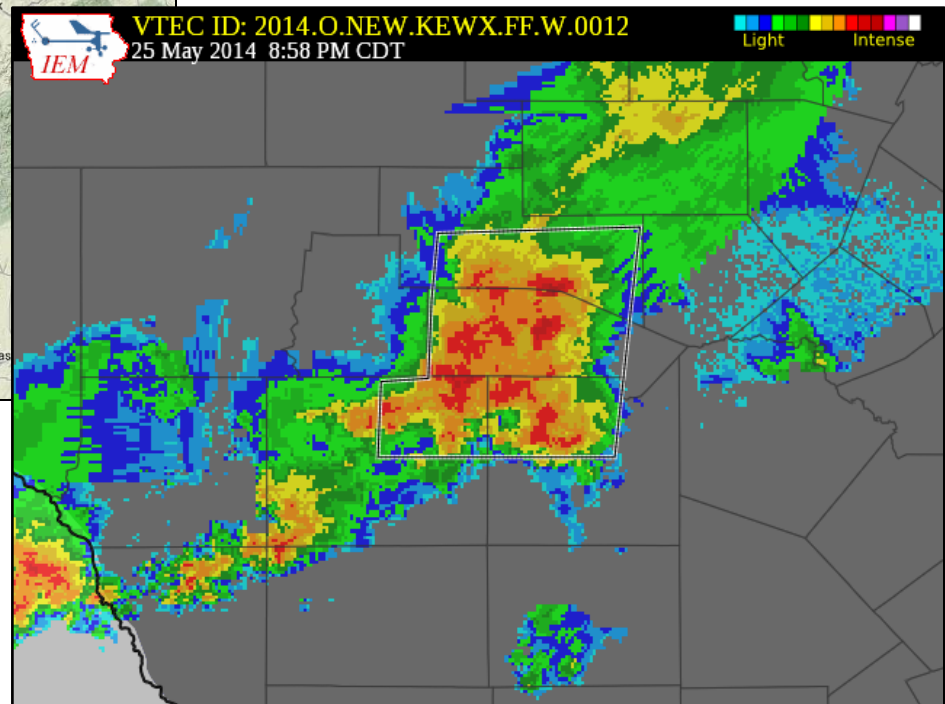 VTEC ID: 2014.O.NEW.KEWX.FF.W.0012
25 May 2014 8:58 PM CDT
IEM
Light
Intense